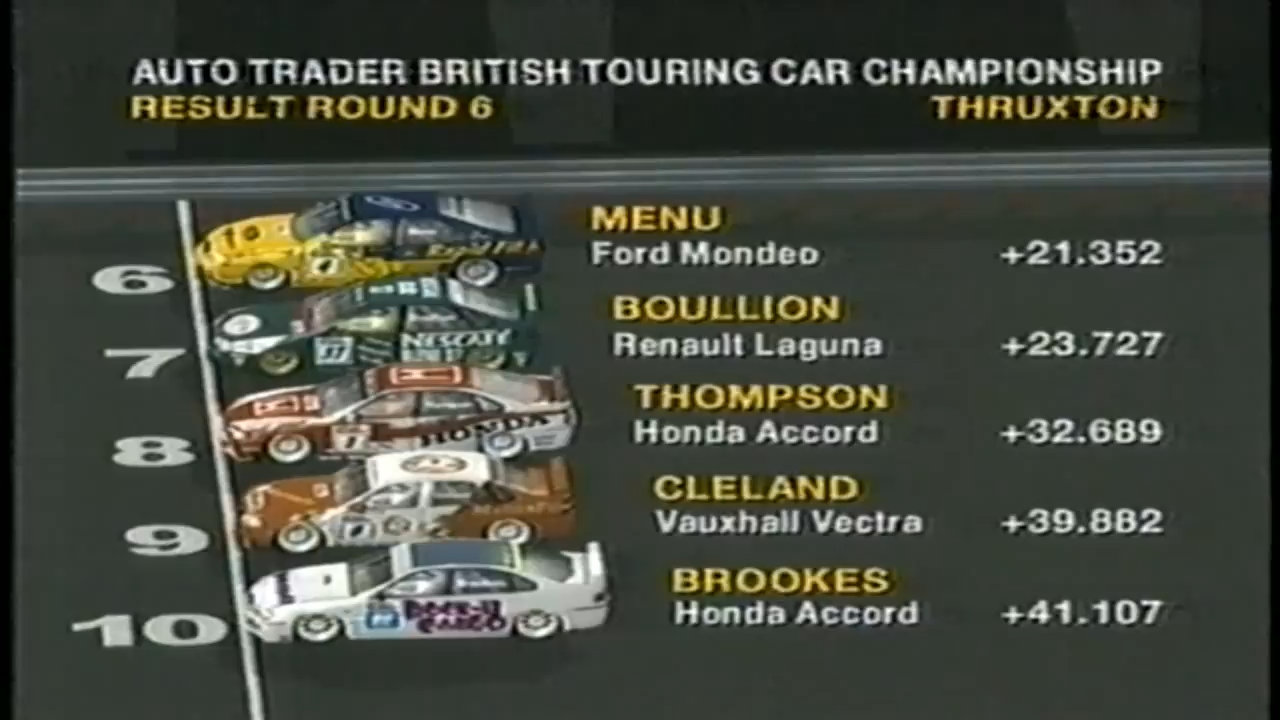 AUTO TRADER BRITISH TOURING CAR CHAMPIONSHIP
RESULT ROUND 6 THRUXTON
6 MENU
Ford Mondeo +21.352
7 BOULLION
Renault Laguna +23.727
NESCAFE
8 THOMPSON
Honda Accord +32.689
HONDA
9 CLELAND
Vauxhall Vectra +39.882
10 BROOKES
Honda Accord +41.107